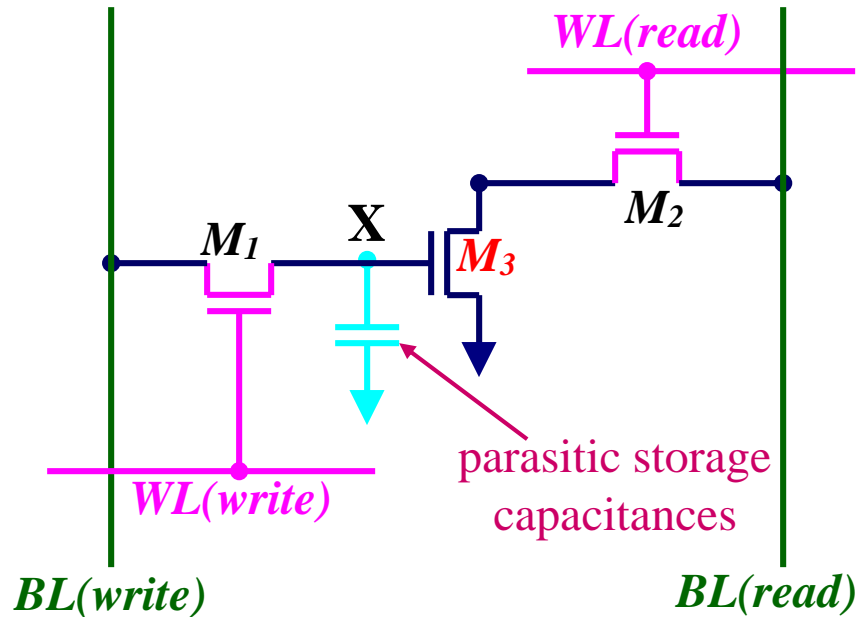 WL(read)
X
M1
M2
M3
parasitic storage
capacitances
WL(write)
BL(write)
BL(read)